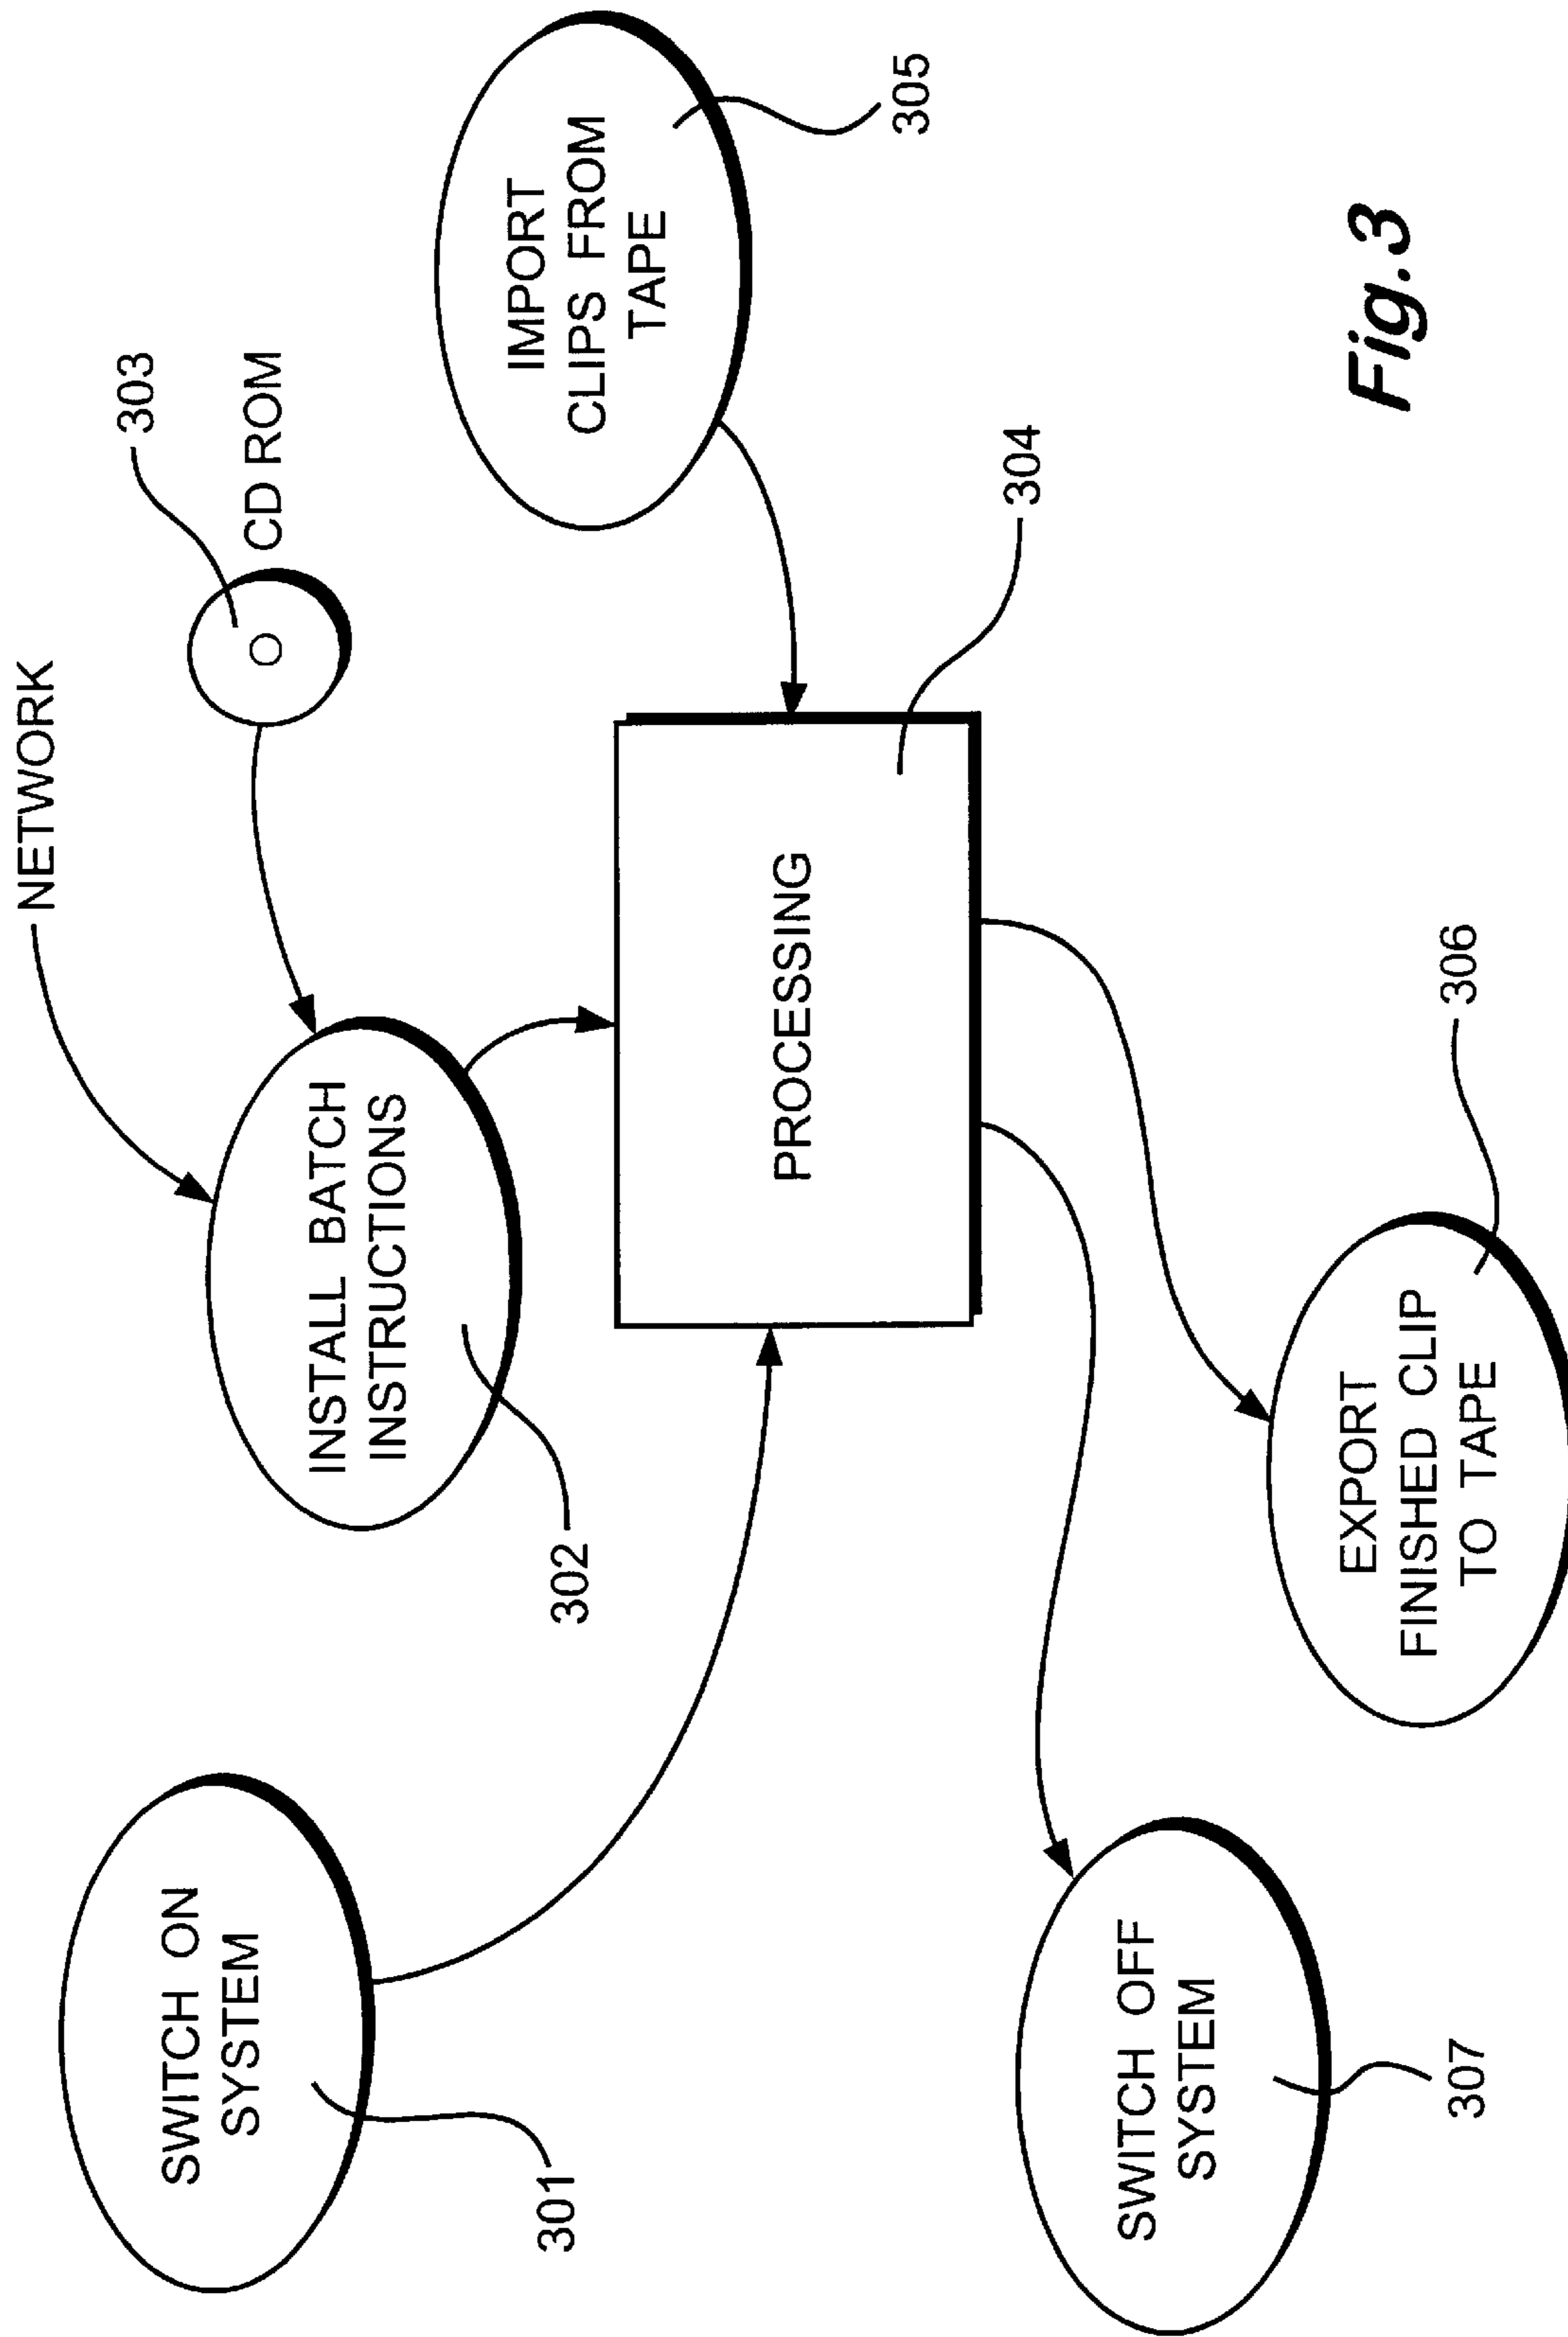 NETWORK
303
CD ROM
SWITCH ON
SYSTEM
301
INSTALL BATCH
INSTRUCTIONS
302
IMPORT
CLIPS FROM
TAPE
305
PROCESSING
304
SWITCH OFF
SYSTEM
307
EXPORT
FINISHED CLIP
TO TAPE
306
Fig.3